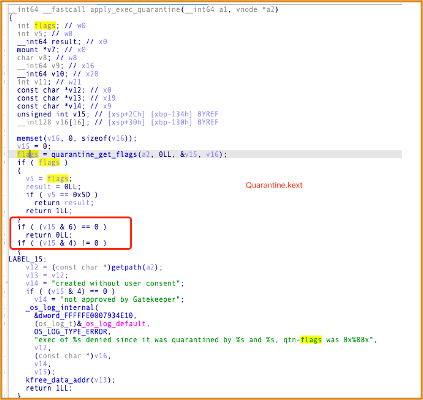 __int64 __fastcall apply_exec_quarantine(__int64 a1, vnode *a2)
{
int flags; // w0
int v5; // w8
__int64 result; // x0
mount *v7; // x0
char v8; // w8
__int64 v9; // x16
__int64 v10; // x20
int v11; // w21
const char *v12; // x0
const char *v13; // x19
const char *v14; // x9
unsigned int v15; // [xsp+2Ch] [xbp-134h] BYREF
__int128 v16[16]; // [xsp+30h] [xbp-130h] BYREF
memset(v16, 0, sizeof(v16));
v15 = 0;
flags = quarantine_get_flags(a2, 0LL, &v15, v16);
if ( flags )
{
v5 = flags;
result = 0LL;
if ( v5 == 0x5D )
return result;
return 1LL;
}
Quarantine.kext
if ( (v15 & 6) == 0 )
return 0LL;
if ( (v15 & 4) != 0 )
{
LABEL_15:
v12 = (const char *)getpath(a2);
v13 = v12;
v14 = "created without user consent";
if ( (v15 & 4) == 0 )
v14 = "not approved by Gatekeeper";
_os_log_internal(
&dword_FFFFFE0007934E10,
(os_log_t)&_os_log_default,
OS_LOG_TYPE_ERROR,
"exec of %s denied since it was quarantined by %s and %s, qtn-flags was 0x%08x",
v12,
(const char *)v16,
v14,
v15);
kfree_data_addr(v13);
return 1LL;
}